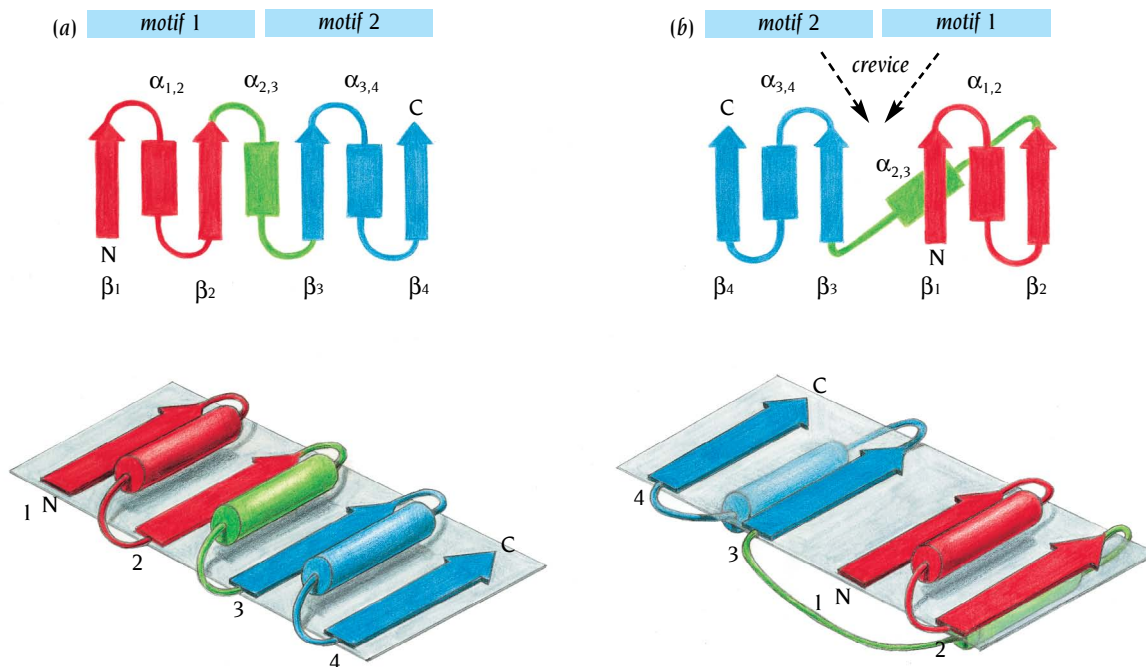 (a) motif 1 motif 2
α1,2 α2,3 α3,4
C
N
β1 β2 β3 β4
1 N
2
3
4
C
(b) motif 2 motif 1
crevice
α3,4 α1,2
C
α2,3
N
β4 β3 β1 β2
C
4
3
1 N
2